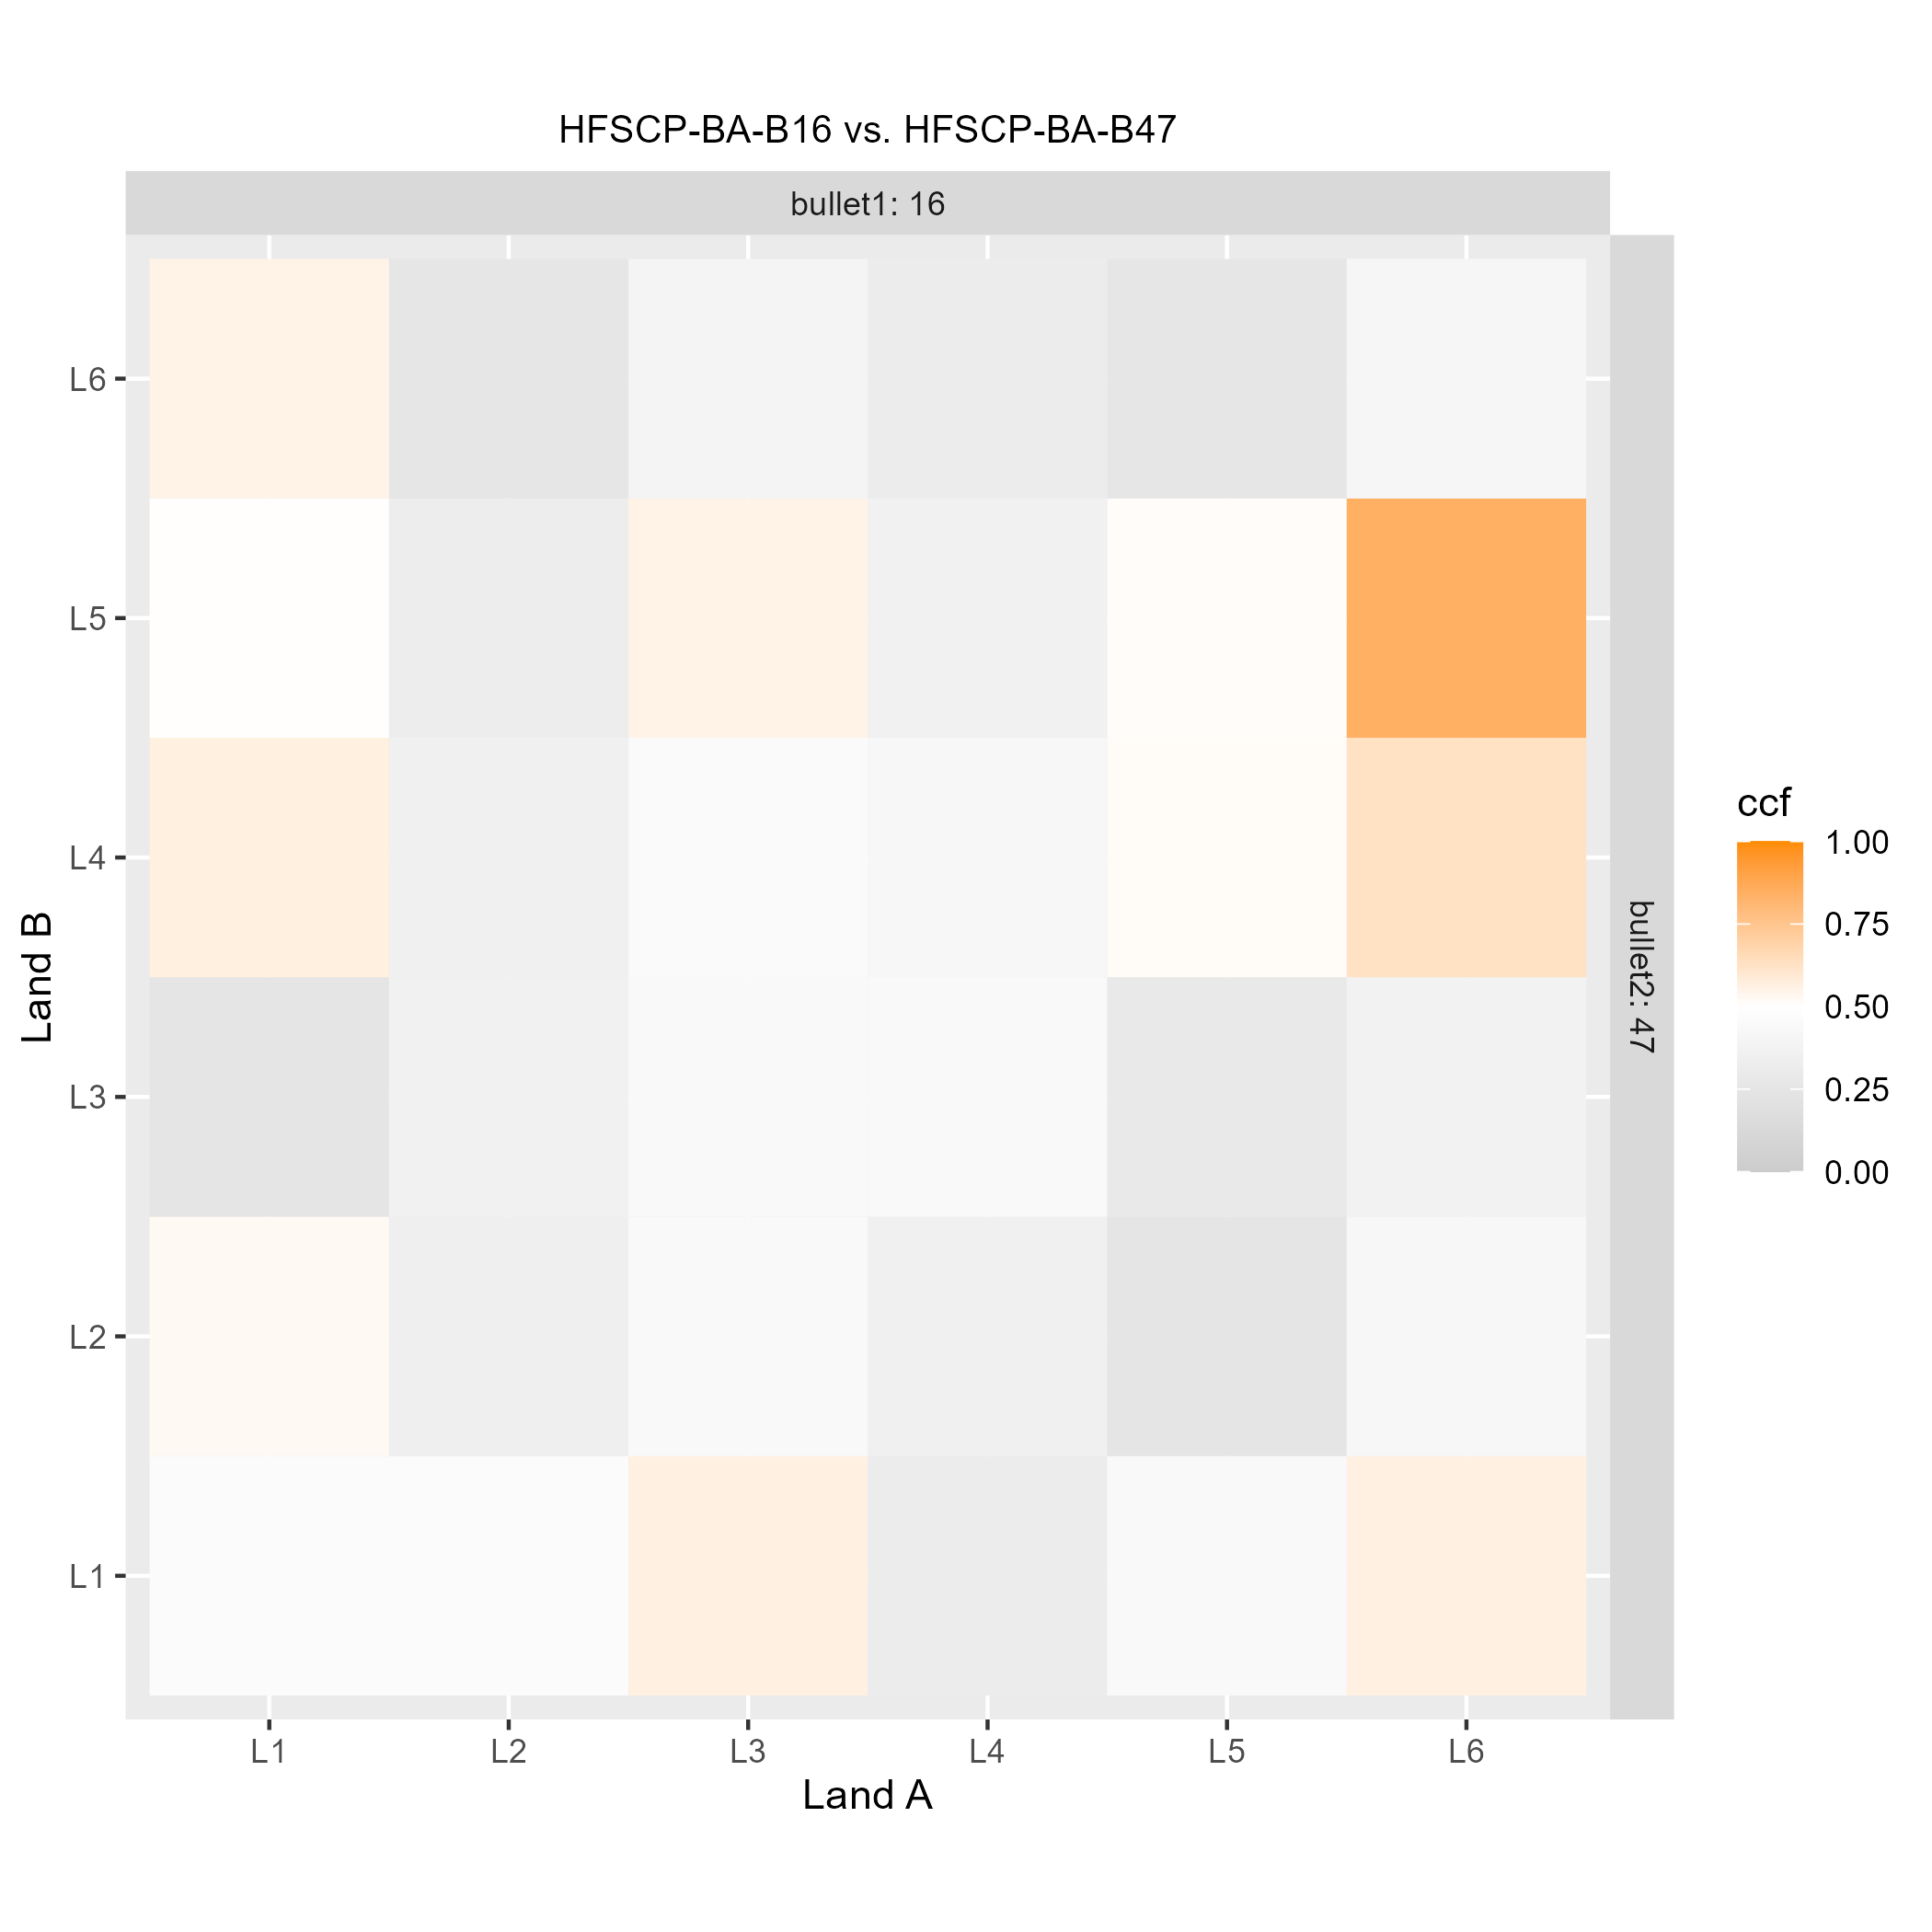 HFSCP-BA-B16 vs. HFSCP-BA-B47
bullet1: 16
L6
L5
L4
L3
L2
L1
Land B
bullet2: 47
L1 L2 L3 L4 L5 L6
Land A
ccf
1.00
0.75
0.50
0.25
0.00